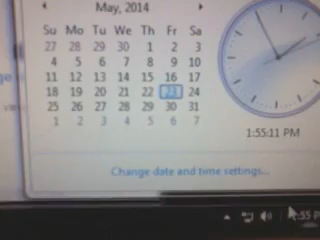 May, 2014
Su Mo Tu We Th Fr Sa
27 28 29 30 1 2 3
4 5 6 7 8 9 10
11 12 13 14 15 16 17
18 19 20 21 22 23 24
25 26 27 28 29 30 31
1 2 3 4 5 6 7
1:55:11 PM
Change date and time settings...
:55 P